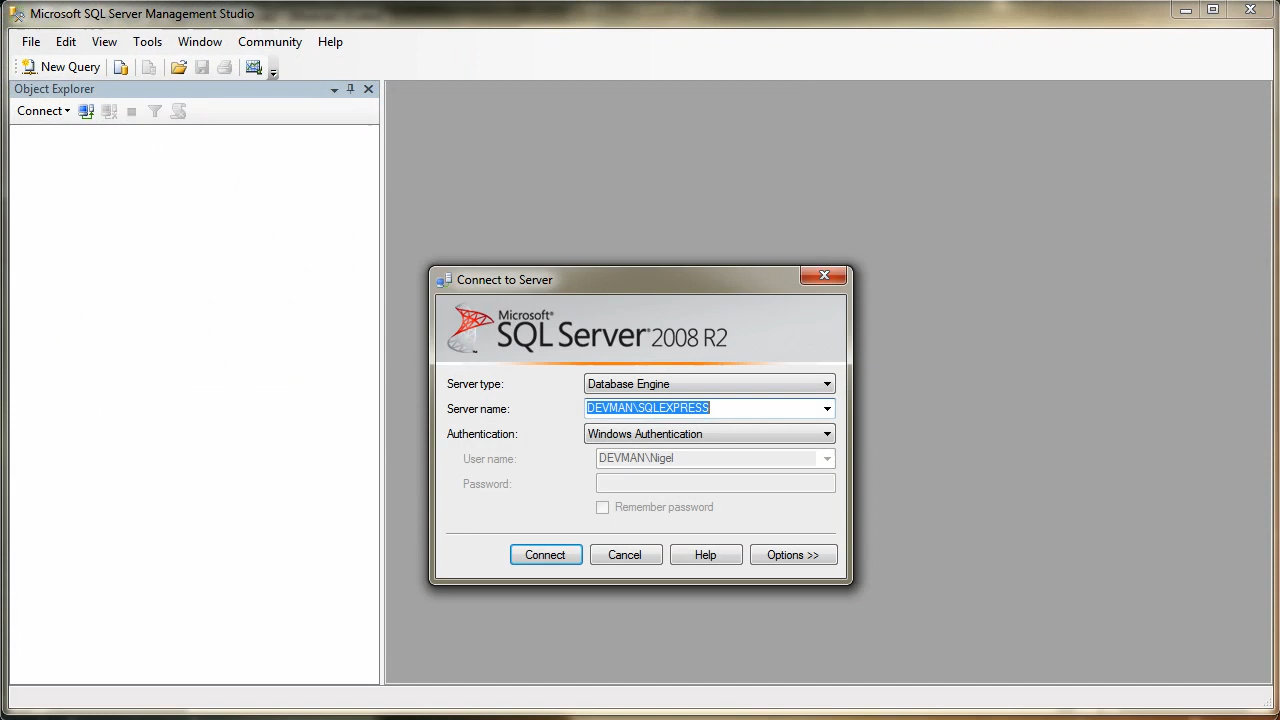 Microsoft SQL Server Management Studio
File Edit View Tools Window Community Help
New Query
Object Explorer
Connect
Connect to Server
Microsoft®
SQL Server® 2008 R2
Server type: Database Engine
Server name: DEVMAN\SQLEXPRESS
Authentication: Windows Authentication
User name: DEVMAN\Nigel
Password:
Remember password
Connect Cancel Help Options >>